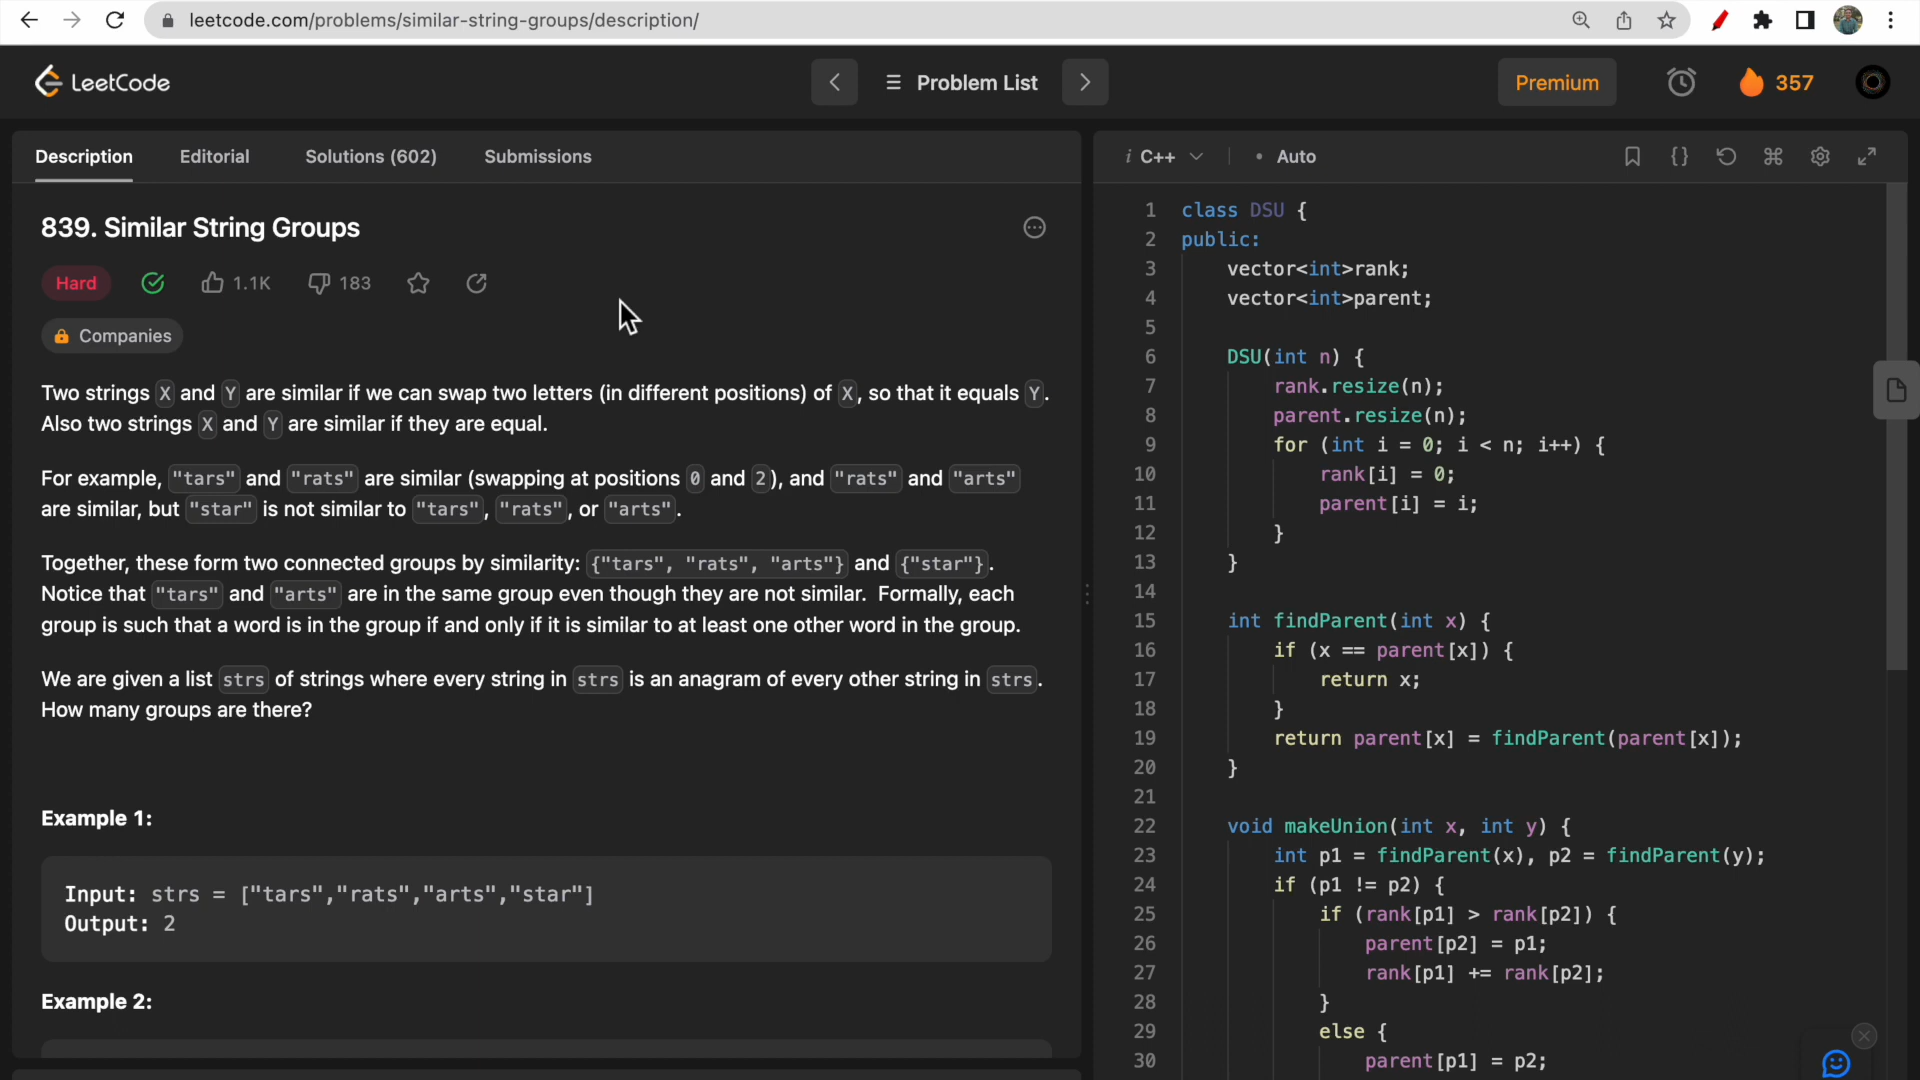 leetcode.com/problems/similar-string-groups/description/
LeetCode
Problem List
Premium
357
Description
Editorial
Solutions (602)
Submissions
839. Similar String Groups
Hard
1.1K
183
Companies
Two strings X and Y are similar if we can swap two letters (in different positions) of X, so that it equals Y.
Also two strings X and Y are similar if they are equal.
For example, "tars" and "rats" are similar (swapping at positions 0 and 2), and "rats" and "arts"
are similar, but "star" is not similar to "tars", "rats", or "arts".
Together, these form two connected groups by similarity: {"tars", "rats", "arts"} and {"star"}.
Notice that "tars" and "arts" are in the same group even though they are not similar. Formally, each
group is such that a word is in the group if and only if it is similar to at least one other word in the group.
We are given a list strs of strings where every string in strs is an anagram of every other string in strs.
How many groups are there?
Example 1:
Input: strs = ["tars","rats","arts","star"]
Output: 2
Example 2:
i C++
• Auto
{}
1 class DSU {
2 public:
3 vector<int>rank;
4 vector<int>parent;
5
6 DSU(int n) {
7 rank.resize(n);
8 parent.resize(n);
9 for (int i = 0; i < n; i++) {
10 rank[i] = 0;
11 parent[i] = i;
12 }
13 }
14
15 int findParent(int x) {
16 if (x == parent[x]) {
17 return x;
18 }
19 return parent[x] = findParent(parent[x]);
20 }
21
22 void makeUnion(int x, int y) {
23 int p1 = findParent(x), p2 = findParent(y);
24 if (p1 != p2) {
25 if (rank[p1] > rank[p2]) {
26 parent[p2] = p1;
27 rank[p1] += rank[p2];
28 }
29 else {
30 parent[p1] = p2;